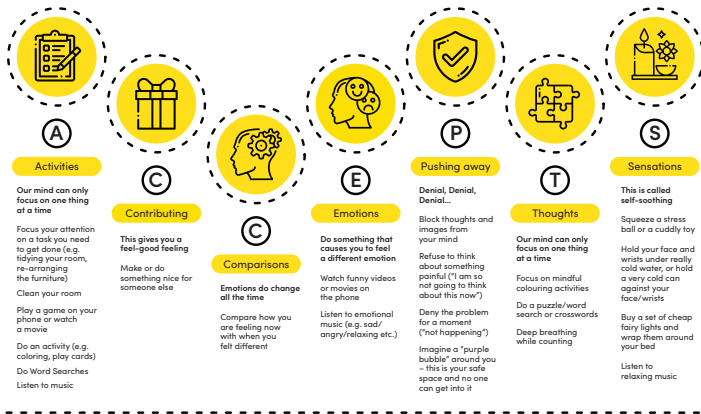 A
Activities
Our mind can only
focus on one thing
at a time
Focus your attention
on a task you need
to get done (e.g.
tidying your room,
re-arranging
the furniture)
Clean your room
Play a game on your
phone or watch
a movie
Do an activity (e.g.
coloring, play cards)
Do Word Searches
Listen to music
C
Contributing
This gives you a
feel-good feeling
Make or do
something nice for
someone else
C
Comparisons
Emotions do change
all the time
Compare how you
are feeling now
with when you
felt different
E
Emotions
Do something that
causes you to feel
a different emotion
Watch funny videos
or movies on
the phone
Listen to emotional
music (e.g. sad/
angry/relaxing etc.)
P
Pushing away
Denial, Denial,
Denial...
Block thoughts and
images from
your mind
Refuse to think
about something
painful ("I am so
not going to think
about this now")
Deny the problem
for a moment
("not happening")
Imagine a "purple
bubble" around you
– this is your safe
space and no one
can get into it
T
Thoughts
Our mind can only
focus on one thing
at a time
Focus on mindful
colouring activities
Do a puzzle/word
search or crosswords
Deep breathing
while counting
S
Sensations
This is called
self-soothing
Squeeze a stress
ball or a cuddly toy
Hold your face and
wrists under really
cold water, or hold
a very cold can
against your
face/wrists
Buy a set of cheap
fairy lights and
wrap them around
your bed
Listen to
relaxing music